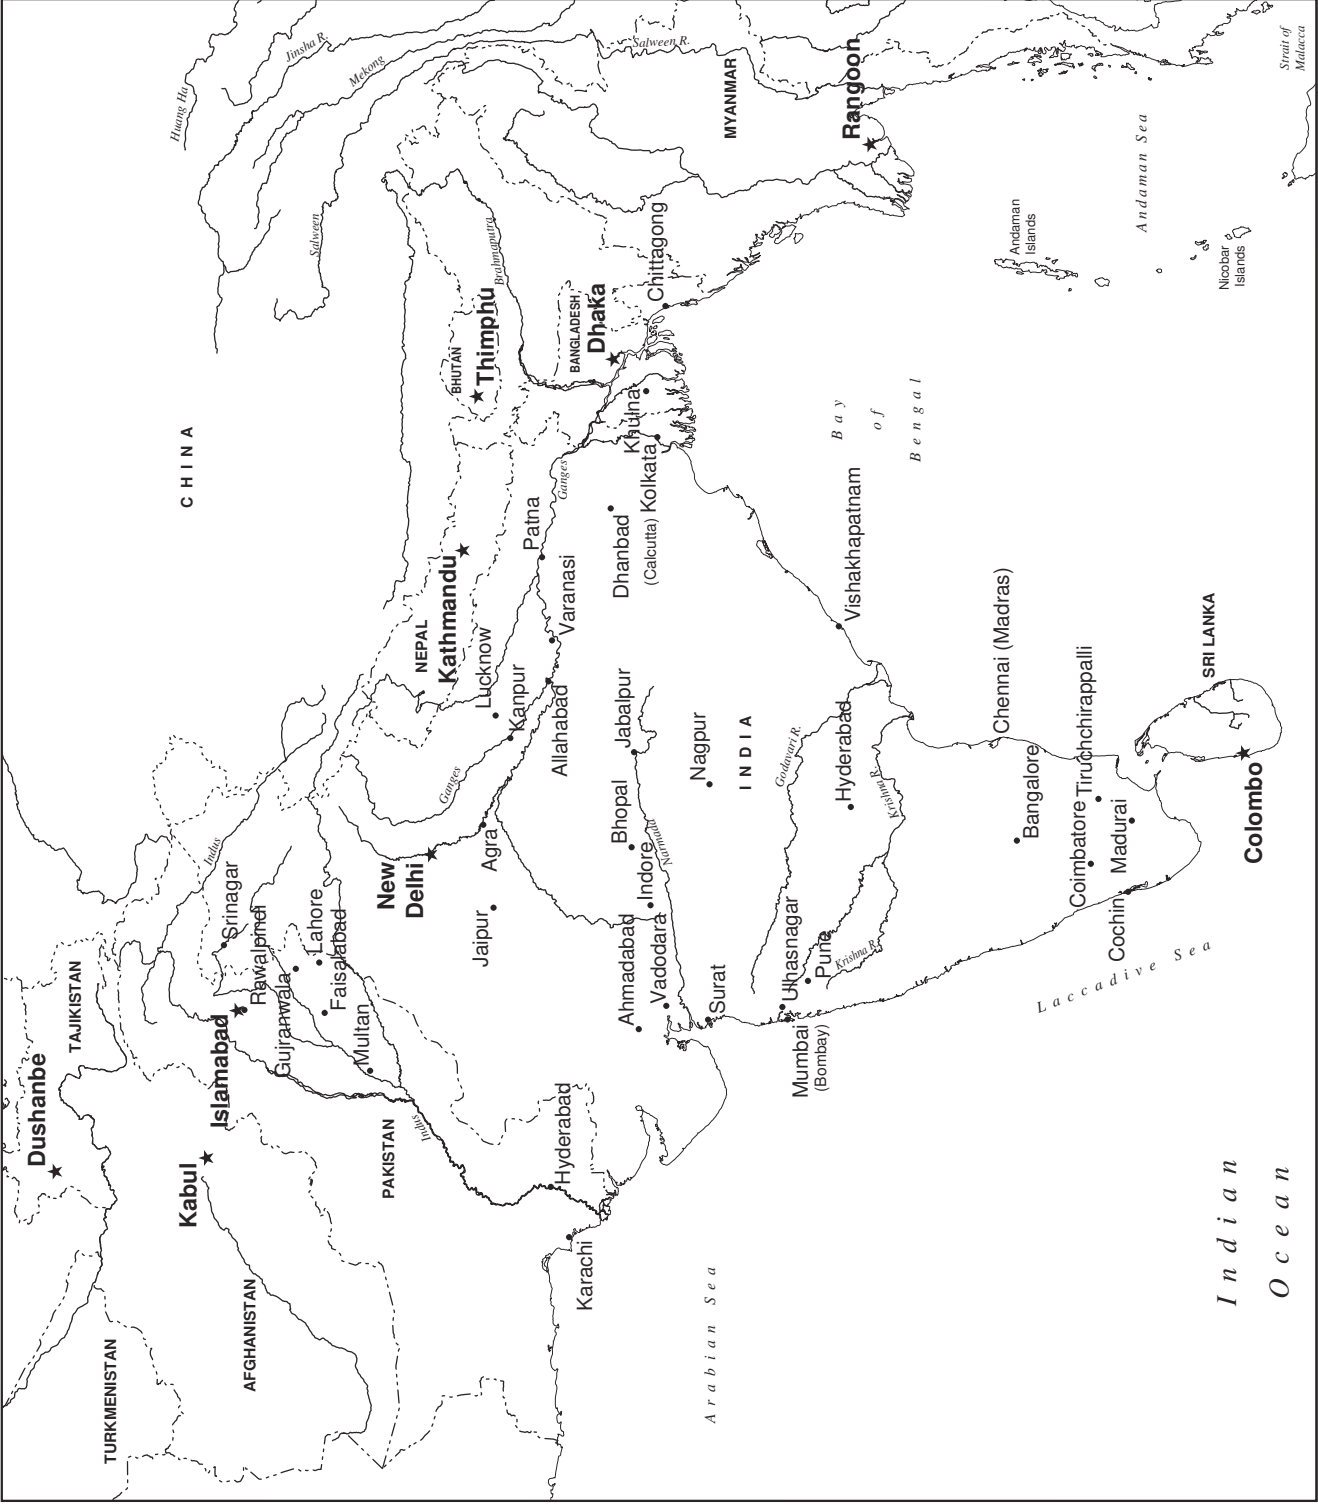 Huang Ha
Jinsha R.
Mekong
Salween R.
Salween
MYANMAR
Rangoon
Strait of
Malacca
Andaman Sea
Andaman
Islands
Nicobar
Islands
CHINA
BHUTAN
Thimphu
Brahmaputra
BANGLADESH
Dhaka
Chittagong
Khulna
Kolkata
(Calcutta)
Dhanbad
Ganges
Patna
Varanasi
NEPAL
Kathmandu
Lucknow
Kanpur
Allahabad
Ganges
Jabalpur
Nagpur
INDIA
Bhopal
Indore
Narmada
Godavari R.
Hyderabad
Krishna R.
Vishakhapatnam
Bay
of
Bengal
Chennai (Madras)
Bangalore
Tiruchchirappalli
Coimbatore
Madurai
Cochin
SRI LANKA
Colombo
Laccadive Sea
Indus
Srinagar
Rawalpindi
Islamabad
Gujranwala
Lahore
Faisalabad
Multan
New
Delhi
Agra
Jaipur
Ahmadabad
Vadodara
Surat
Ulhasnagar
Pune
Krishna R.
Mumbai
(Bombay)
TAJIKISTAN
Dushanbe
Kabul
AFGHANISTAN
TURKMENISTAN
PAKISTAN
Indus
Hyderabad
Karachi
Arabian Sea
Indian
Ocean